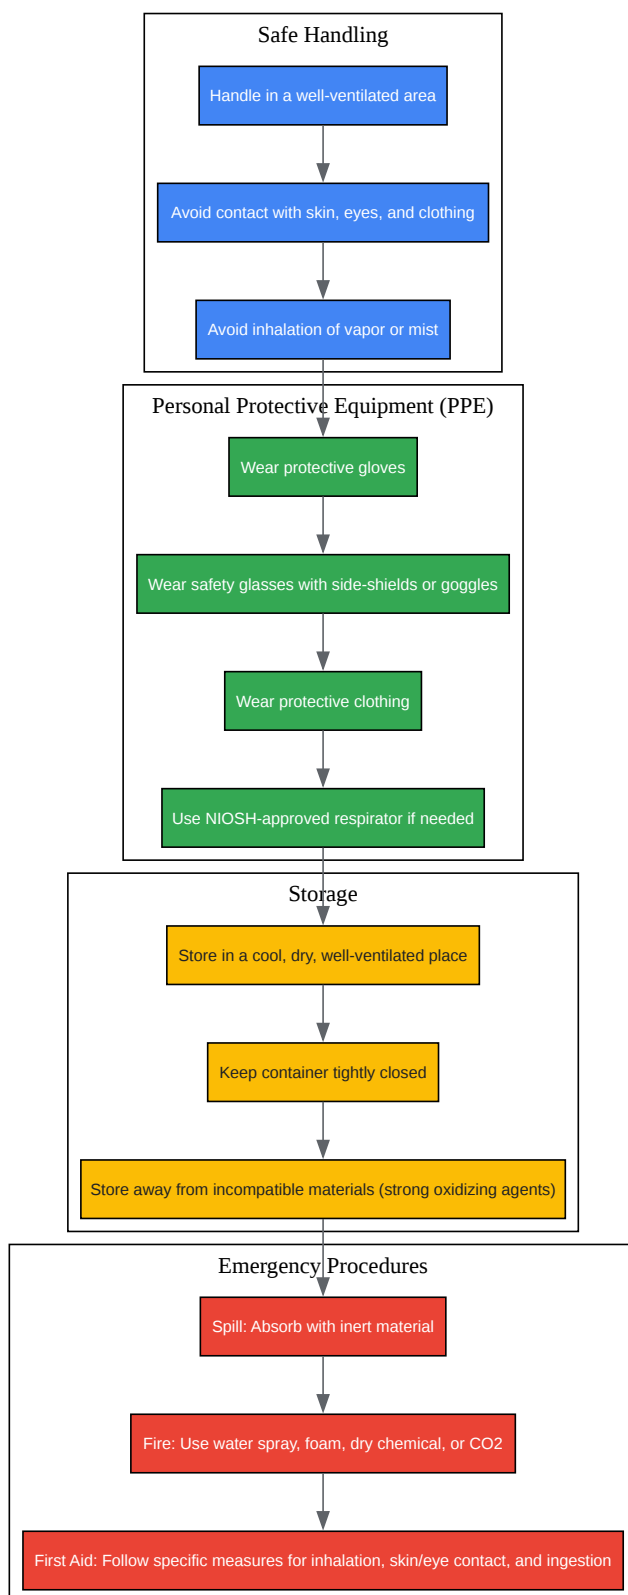 Safe Handling
Handle in a well-ventilated area
Avoid contact with skin, eyes, and clothing
Avoid inhalation of vapor or mist
Personal Protective Equipment (PPE)
Wear protective gloves
Wear safety glasses with side-shields or goggles
Wear protective clothing
Use NIOSH-approved respirator if needed
Storage
Store in a cool, dry, well-ventilated place
Keep container tightly closed
Store away from incompatible materials (strong oxidizing agents)
Emergency Procedures
Spill: Absorb with inert material
Fire: Use water spray, foam, dry chemical, or CO2
First Aid: Follow specific measures for inhalation, skin/eye contact, and ingestion